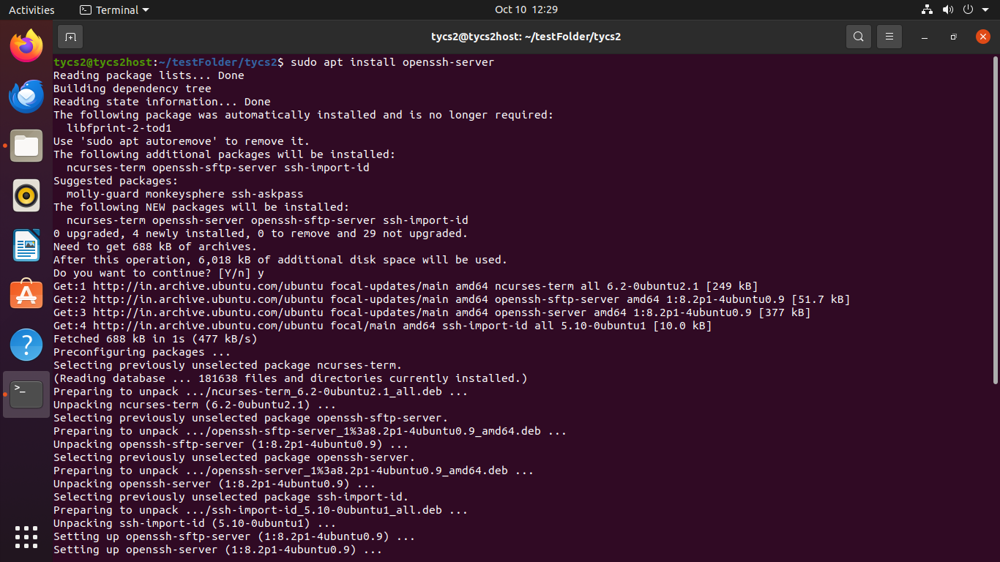 Activities
Terminal
Oct 10 12:29
tycs2@tycs2host: ~/testFolder/tycs2
tycs2@tycs2host:~/testFolder/tycs2$ sudo apt install openssh-server
Reading package lists... Done
Building dependency tree
Reading state information... Done
The following package was automatically installed and is no longer required:
  libfprint-2-tod1
Use 'sudo apt autoremove' to remove it.
The following additional packages will be installed:
  ncurses-term openssh-sftp-server ssh-import-id
Suggested packages:
  molly-guard monkeysphere ssh-askpass
The following NEW packages will be installed:
  ncurses-term openssh-server openssh-sftp-server ssh-import-id
0 upgraded, 4 newly installed, 0 to remove and 29 not upgraded.
Need to get 688 kB of archives.
After this operation, 6,018 kB of additional disk space will be used.
Do you want to continue? [Y/n] y
Get:1 http://in.archive.ubuntu.com/ubuntu focal-updates/main amd64 ncurses-term all 6.2-0ubuntu2.1 [249 kB]
Get:2 http://in.archive.ubuntu.com/ubuntu focal-updates/main amd64 openssh-sftp-server amd64 1:8.2p1-4ubuntu0.9 [51.7 kB]
Get:3 http://in.archive.ubuntu.com/ubuntu focal-updates/main amd64 openssh-server amd64 1:8.2p1-4ubuntu0.9 [377 kB]
Get:4 http://in.archive.ubuntu.com/ubuntu focal/main amd64 ssh-import-id all 5.10-0ubuntu1 [10.0 kB]
Fetched 688 kB in 1s (477 kB/s)
Preconfiguring packages ...
Selecting previously unselected package ncurses-term.
(Reading database ... 181638 files and directories currently installed.)
Preparing to unpack .../ncurses-term_6.2-0ubuntu2.1_all.deb ...
Unpacking ncurses-term (6.2-0ubuntu2.1) ...
Selecting previously unselected package openssh-sftp-server.
Preparing to unpack .../openssh-sftp-server_1%3a8.2p1-4ubuntu0.9_amd64.deb ...
Unpacking openssh-sftp-server (1:8.2p1-4ubuntu0.9) ...
Selecting previously unselected package openssh-server.
Preparing to unpack .../openssh-server_1%3a8.2p1-4ubuntu0.9_amd64.deb ...
Unpacking openssh-server (1:8.2p1-4ubuntu0.9) ...
Selecting previously unselected package ssh-import-id.
Preparing to unpack .../ssh-import-id_5.10-0ubuntu1_all.deb ...
Unpacking ssh-import-id (5.10-0ubuntu1) ...
Setting up openssh-sftp-server (1:8.2p1-4ubuntu0.9) ...
Setting up openssh-server (1:8.2p1-4ubuntu0.9) ...